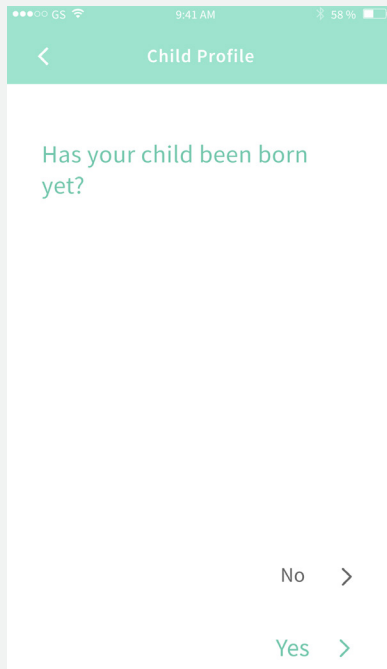 GS 9:41 AM 58 %
Child Profile
Has your child been born
yet?
No
Yes